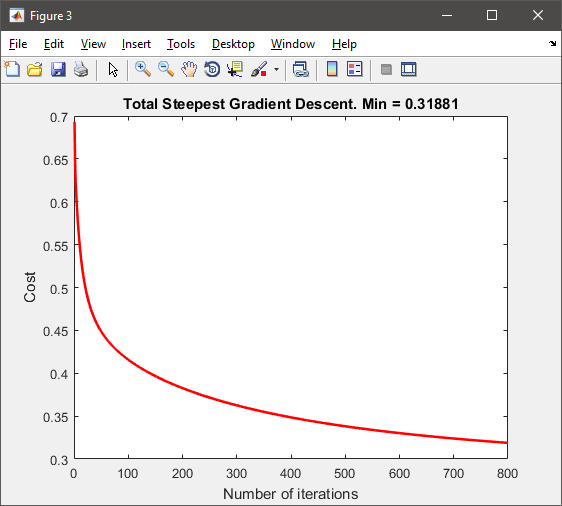 Figure 3
File Edit View Insert Tools Desktop Window Help
Total Steepest Gradient Descent. Min = 0.31881
0.7
0.65
0.6
0.55
0.5
0.45
0.4
0.35
0.3
Cost
0 100 200 300 400 500 600 700 800
Number of iterations